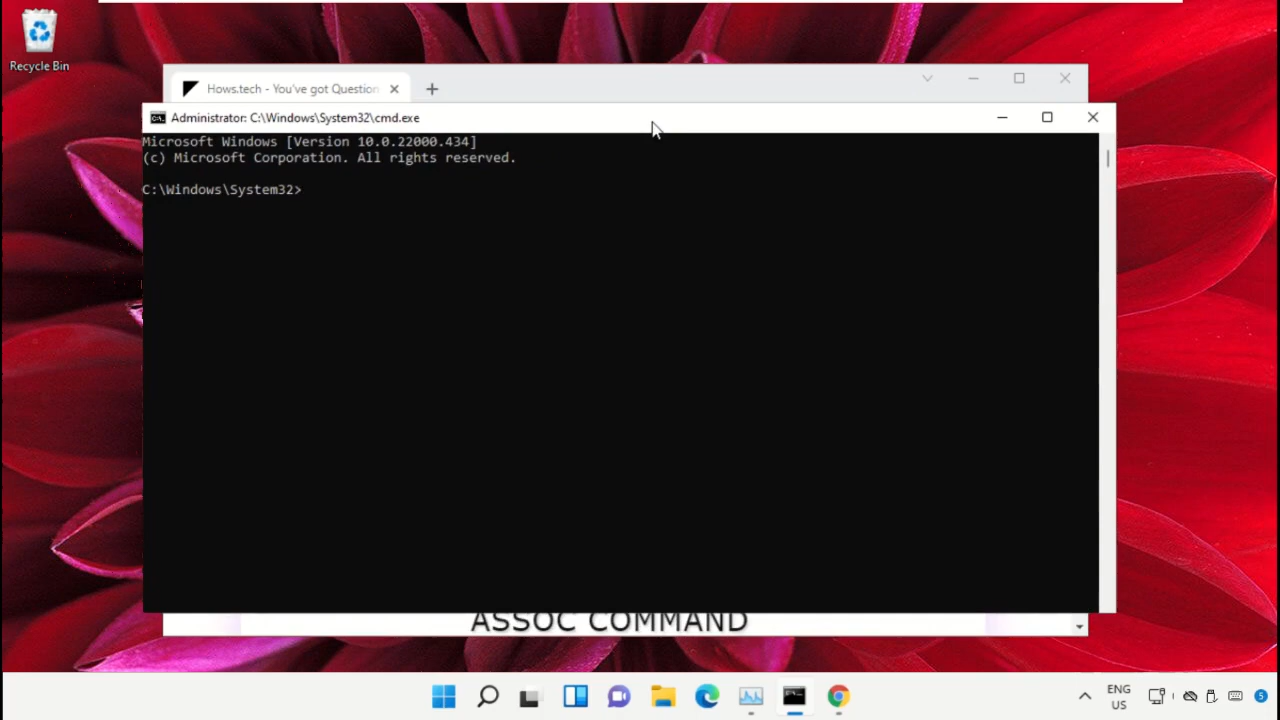 Recycle Bin
Hows.tech - You've got Question
Administrator: C:\Windows\System32\cmd.exe
Microsoft Windows [Version 10.0.22000.434]
(c) Microsoft Corporation. All rights reserved.
C:\Windows\System32>
ASSOC COMMAND
ENG
US
5